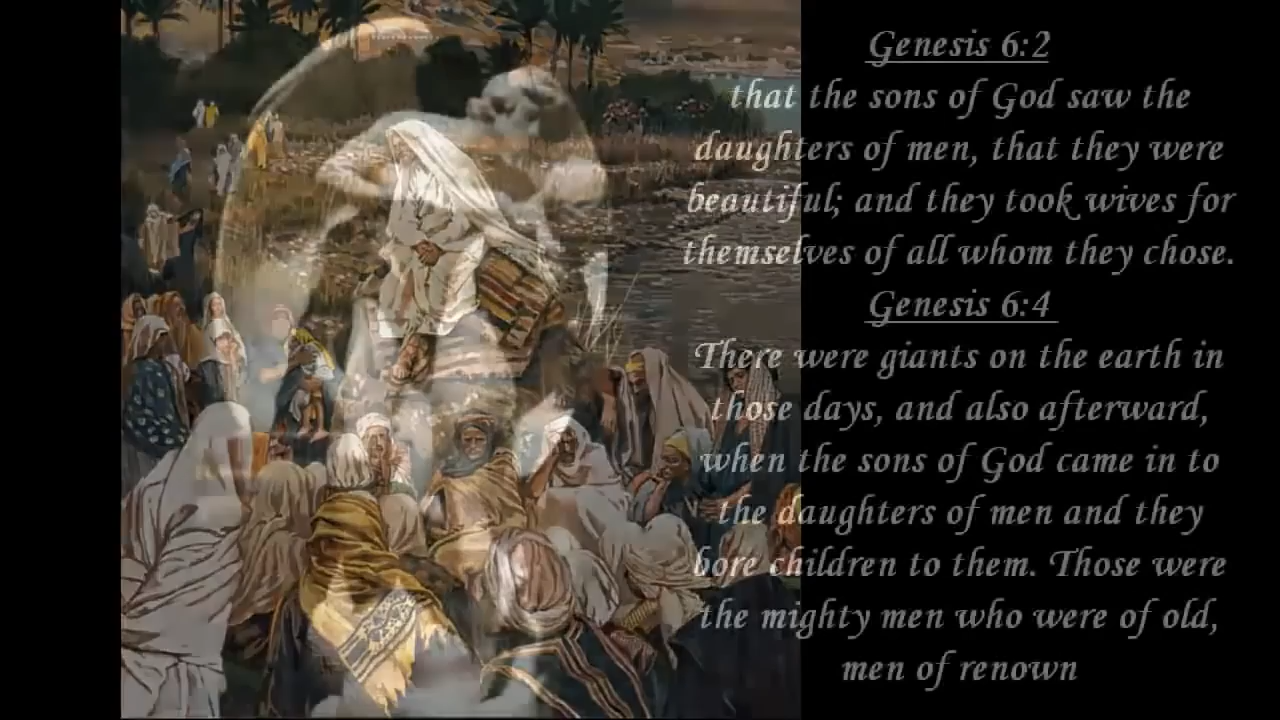 Genesis 6:2
that the sons of God saw the
daughters of men, that they were
beautiful; and they took wives for
themselves of all whom they chose.
Genesis 6:4
There were giants on the earth in
those days, and also afterward,
when the sons of God came in to
the daughters of men and they
bore children to them. Those were
the mighty men who were of old,
men of renown